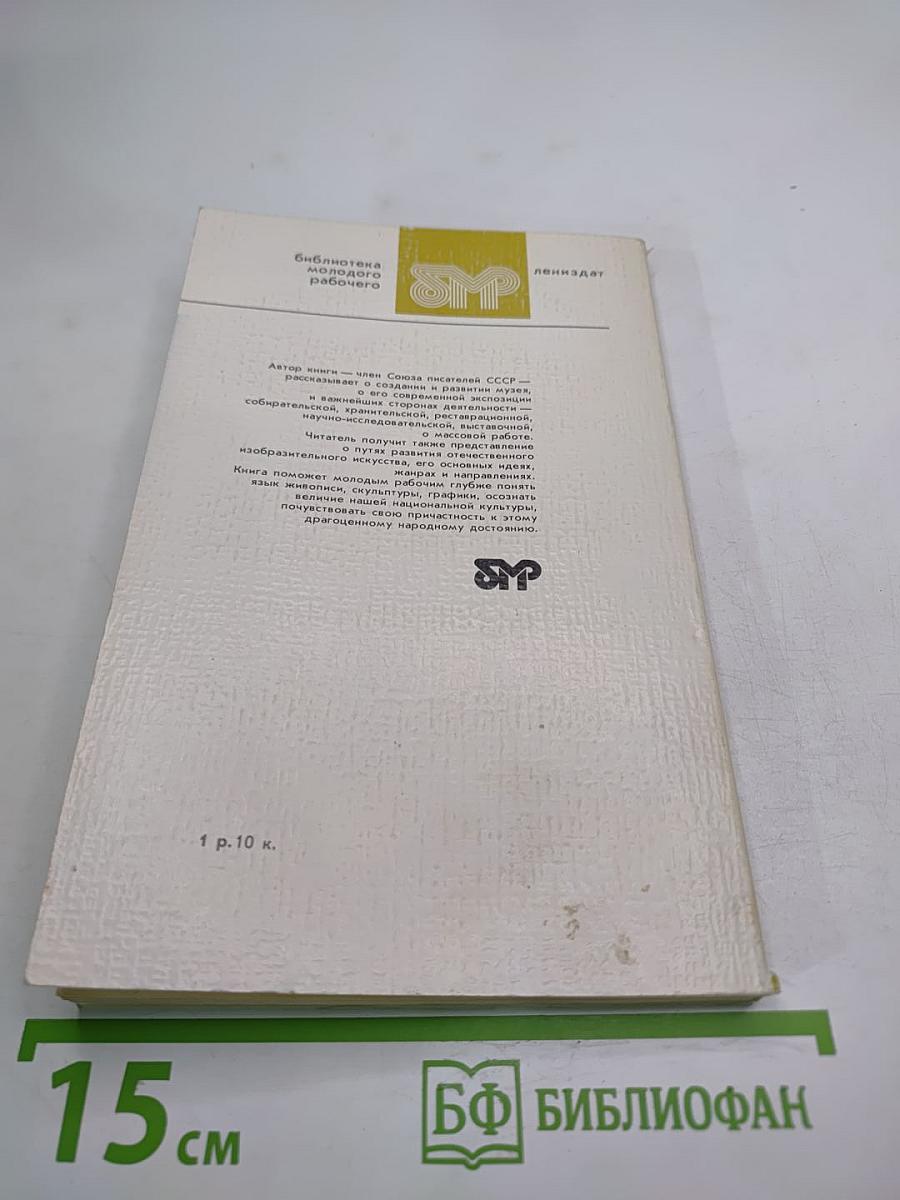 библиотека
молодого
рабочего
БМР
лениздат
Автор книги — член Союза писателей СССР —
рассказывает о создании и развитии музея,
о его современной экспозиции
и важнейших сторонах деятельности —
собирательской, хранительской, реставрационной,
научно-исследовательской, выставочной,
о массовой работе.
Читатель получит также представление
о путях развития отечественного
изобразительного искусства, его основных идеях,
жанрах и направлениях.
Книга поможет молодым рабочим глубже понять
язык живописи, скульптуры, графики, осознать
величие нашей национальной культуры,
почувствовать свою причастность к этому
драгоценному народному достоянию.
БМР
1 р. 10 к.
15 см
БФ БИБЛИОФАН